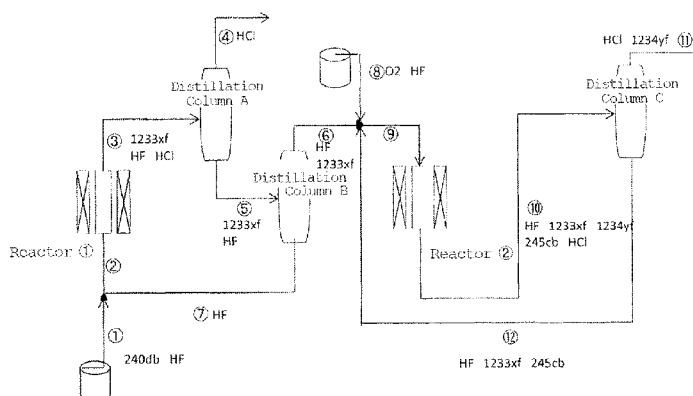 ④HCl
Distillation
Column A
③ 1233xf
HF HCl
⑤
1233xf
HF
Reactor ①
②
⑦ HF
①
240db HF
⑥
HF
1233xf
Distillation
Column B
⑧O2 HF
⑨
Reactor ②
HCl 1234yf ⑪
Distillation
Column C
⑩
HF 1233xf 1234yf
245cb HCl
⑫
HF 1233xf 245cb